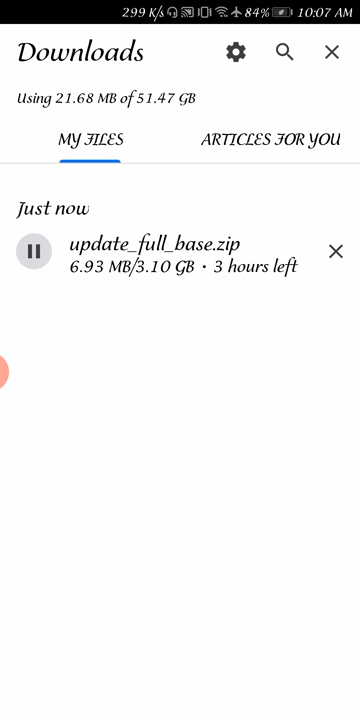 299 K/s 84% 10:07 AM
Downloads
Using 21.68 MB of 51.47 GB
MY FILES ARTICLES FOR YOU
Just now
update_full_base.zip
6.93 MB/3.10 GB • 3 hours left